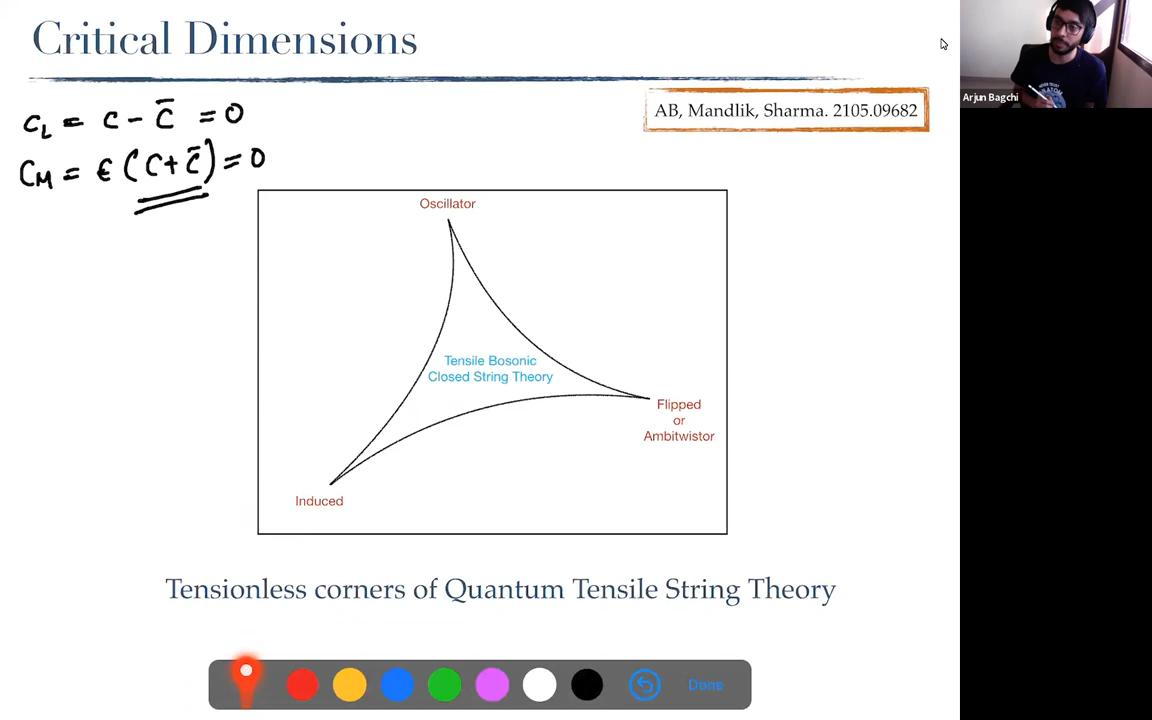 Critical Dimensions
AB, Mandlik, Sharma. 2105.09682
Arjun Bagchi
c_L = c - c̄ = 0
c_M = ε (c + c̄) = 0
Oscillator
Tensile Bosonic
Closed String Theory
Flipped
or
Ambitwistor
Induced
Tensionless corners of Quantum Tensile String Theory
Done